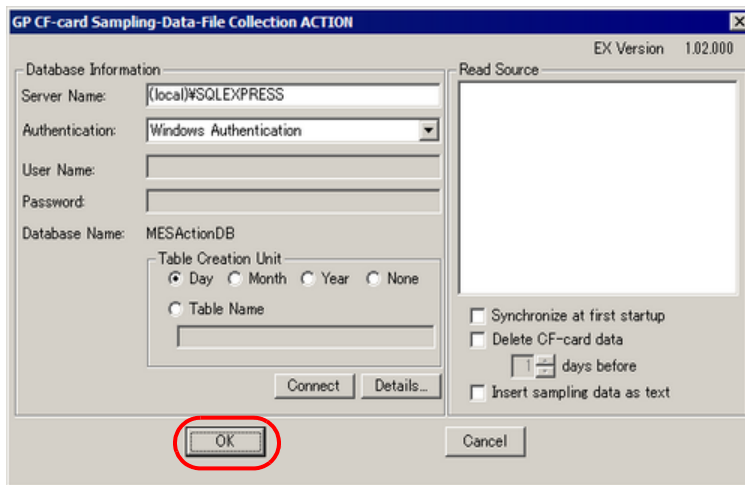 GP CF-card Sampling-Data-File Collection ACTION
EX Version 1.02.000
Database Information
Server Name: (local)¥SQLEXPRESS
Authentication: Windows Authentication
User Name:
Password:
Database Name: MESActionDB
Table Creation Unit
Day Month Year None
Table Name
Connect Details...
Read Source
Synchronize at first startup
Delete CF-card data
1 days before
Insert sampling data as text
OK Cancel